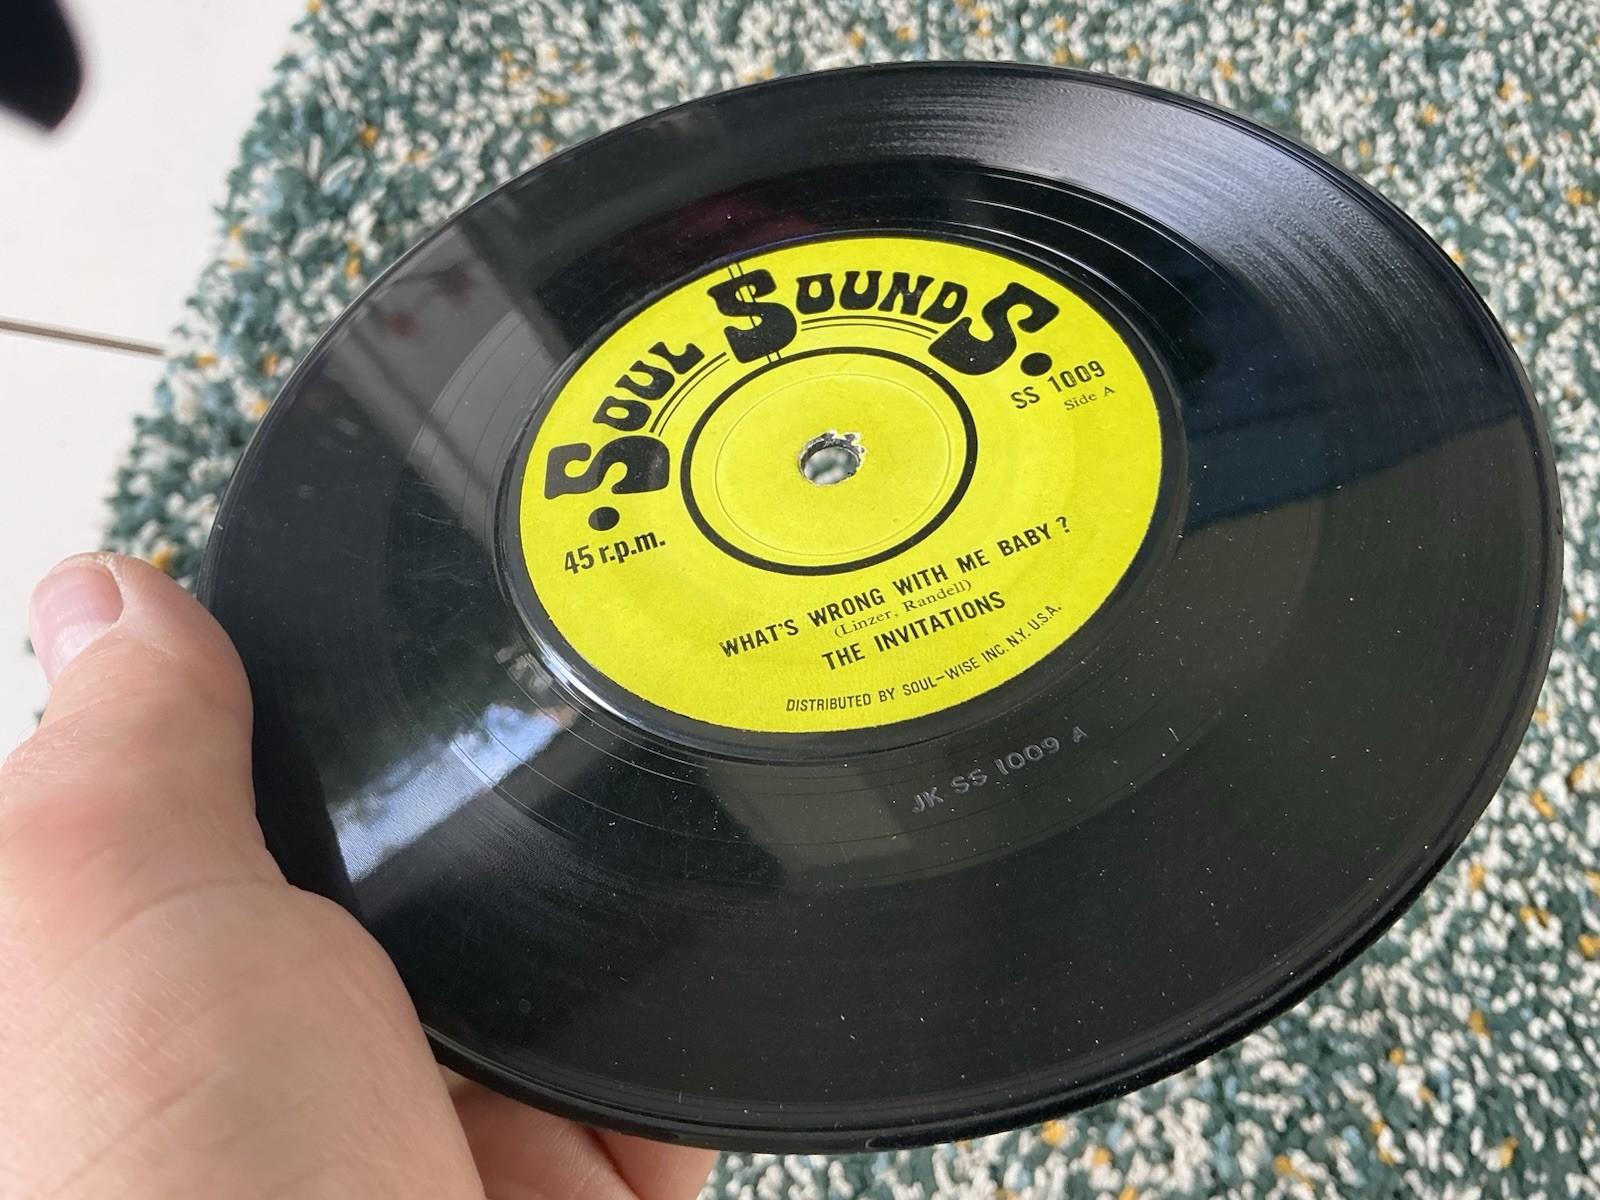 Soul Sounds
SS 1009
Side A
45 r.p.m.
WHAT'S WRONG WITH ME BABY ?
(Linzer, Randell)
THE INVITATIONS
DISTRIBUTED BY SOUL-WISE INC. N.Y. U.S.A.
JK SS 1009 A